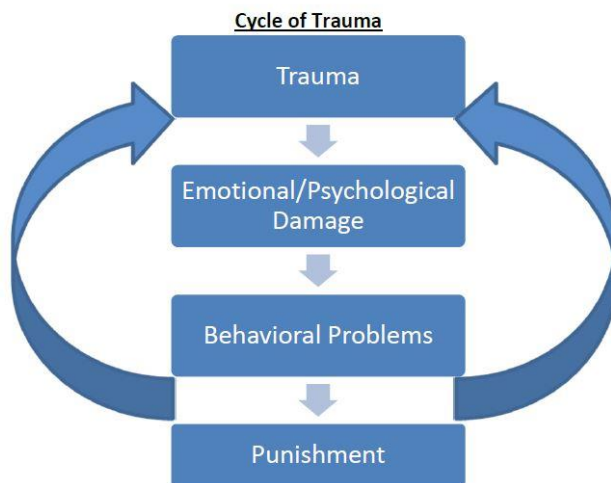 Cycle of Trauma
Trauma
Emotional/Psychological
Damage
Behavioral Problems
Punishment